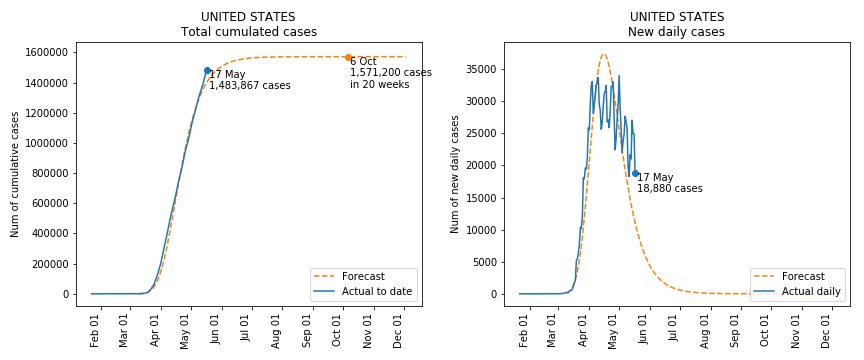 UNITED STATES
Total cumulated cases
Num of cumulative cases
1600000
1400000
1200000
1000000
800000
600000
400000
200000
0
17 May
1,483,867 cases
6 Oct
1,571,200 cases
in 20 weeks
Forecast
Actual to date
Feb 01
Mar 01
Apr 01
May 01
Jun 01
Jul 01
Aug 01
Sep 01
Oct 01
Nov 01
Dec 01
UNITED STATES
New daily cases
Num of new daily cases
35000
30000
25000
20000
15000
10000
5000
0
17 May
18,880 cases
Forecast
Actual daily
Feb 01
Mar 01
Apr 01
May 01
Jun 01
Jul 01
Aug 01
Sep 01
Oct 01
Nov 01
Dec 01